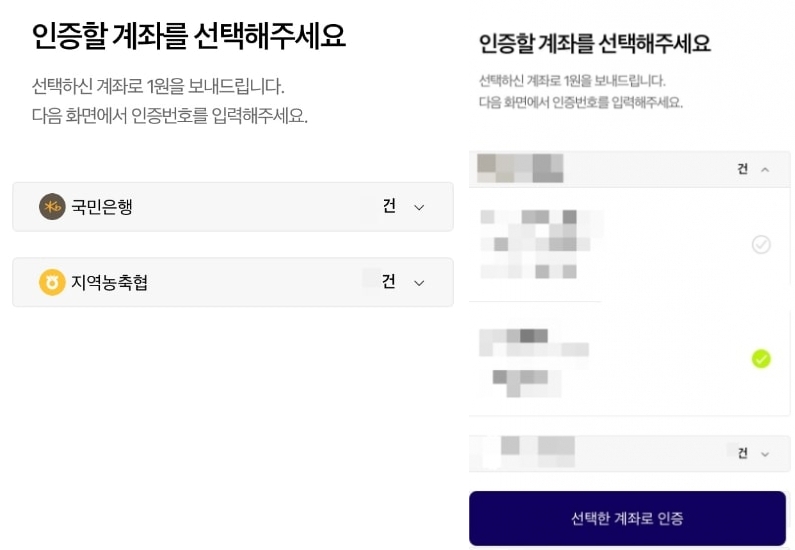 인증할 계좌를 선택해주세요
선택하신 계좌로 1원을 보내드립니다.
다음 화면에서 인증번호를 입력해주세요.
국민은행 건
지역농축협 건
인증할 계좌를 선택해주세요
선택하신 계좌로 1원을 보내드립니다.
다음 화면에서 인증번호를 입력해주세요.
건
건
선택한 계좌로 인증